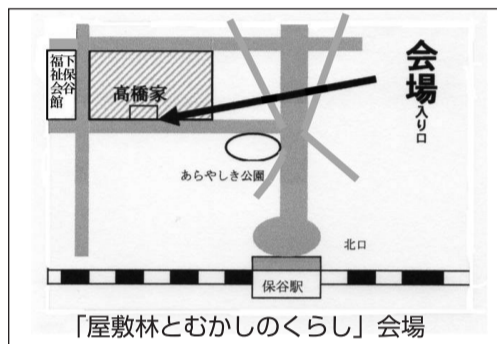 下保谷
福祉会館
高橋家
会場入り口
あらやしき公園
北口
保谷駅
「屋敷林とむかしのくらし」会場